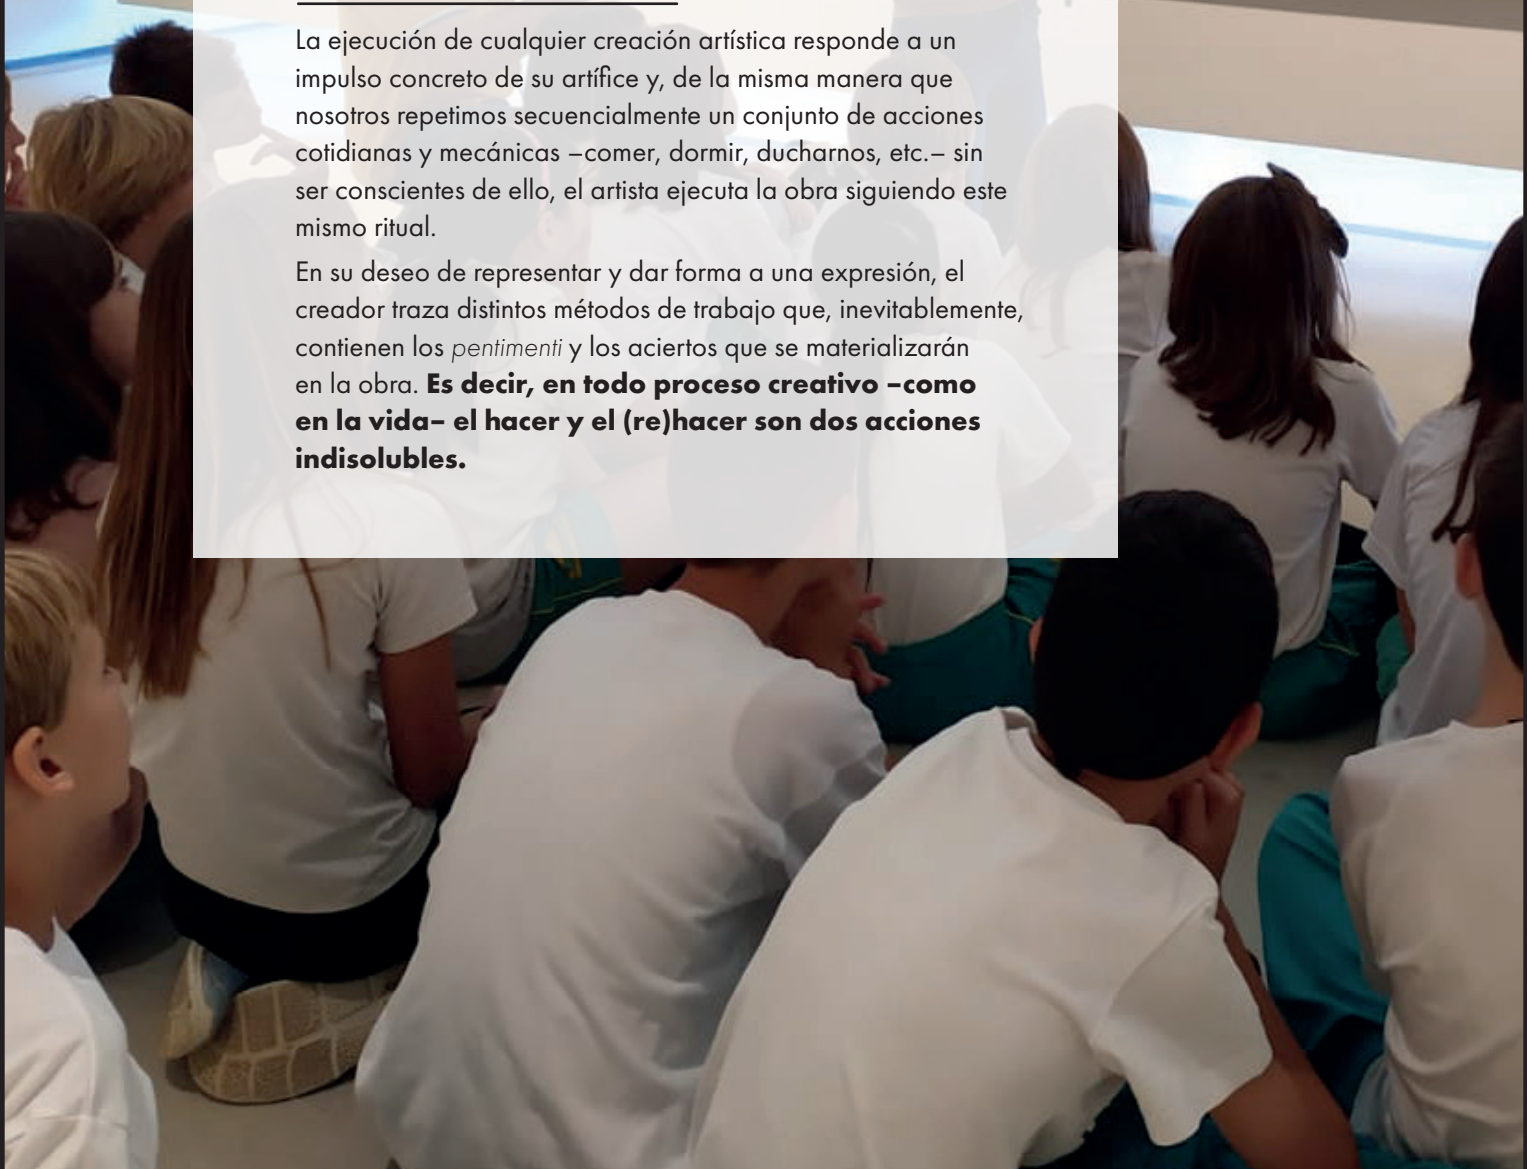 La ejecución de cualquier creación artística responde a un
impulso concreto de su artífice y, de la misma manera que
nosotros repetimos secuencialmente un conjunto de acciones
cotidianas y mecánicas –comer, dormir, ducharnos, etc.– sin
ser conscientes de ello, el artista ejecuta la obra siguiendo este
mismo ritual.
En su deseo de representar y dar forma a una expresión, el
creador traza distintos métodos de trabajo que, inevitablemente,
contienen los pentimenti y los aciertos que se materializarán
en la obra. Es decir, en todo proceso creativo –como
en la vida– el hacer y el (re)hacer son dos acciones
indisolubles.